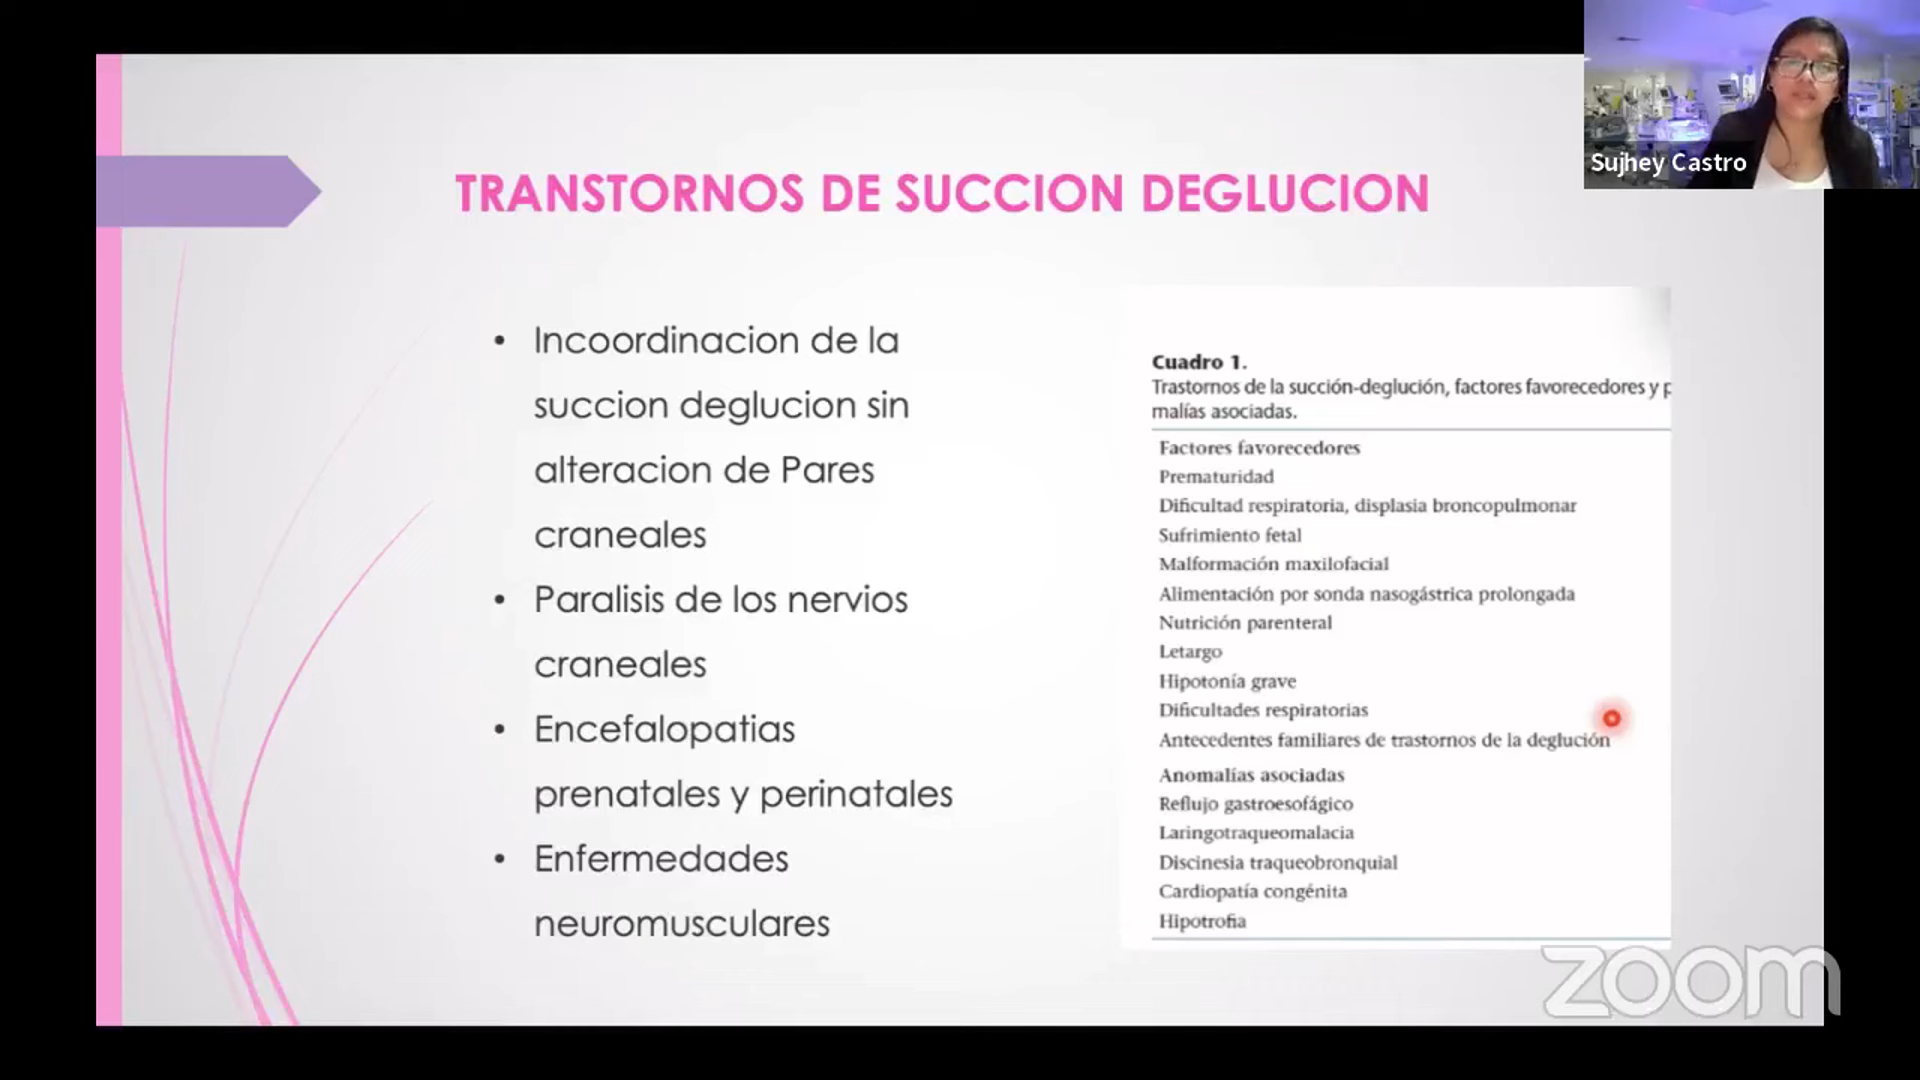 Sujhey Castro
TRANSTORNOS DE SUCCION DEGLUCION
• Incoordinacion de la
succion deglucion sin
alteracion de Pares
craneales
• Paralisis de los nervios
craneales
• Encefalopatias
prenatales y perinatales
• Enfermedades
neuromusculares
Cuadro 1.
Trastornos de la succión-deglución, factores favorecedores y
malías asociadas.
Factores favorecedores
Prematuridad
Dificultad respiratoria, displasia broncopulmonar
Sufrimiento fetal
Malformación maxilofacial
Alimentación por sonda nasogástrica prolongada
Nutrición parenteral
Letargo
Hipotonía grave
Dificultades respiratorias
Antecedentes familiares de trastornos de la deglución
Anomalías asociadas
Reflujo gastroesofágico
Laringotraqueomalacia
Discinesia traqueobronquial
Cardiopatía congénita
Hipotrofia
zoom